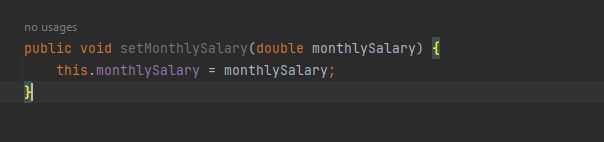 no usages
public void setMonthlySalary(double monthlySalary) {
    this.monthlySalary = monthlySalary;
}